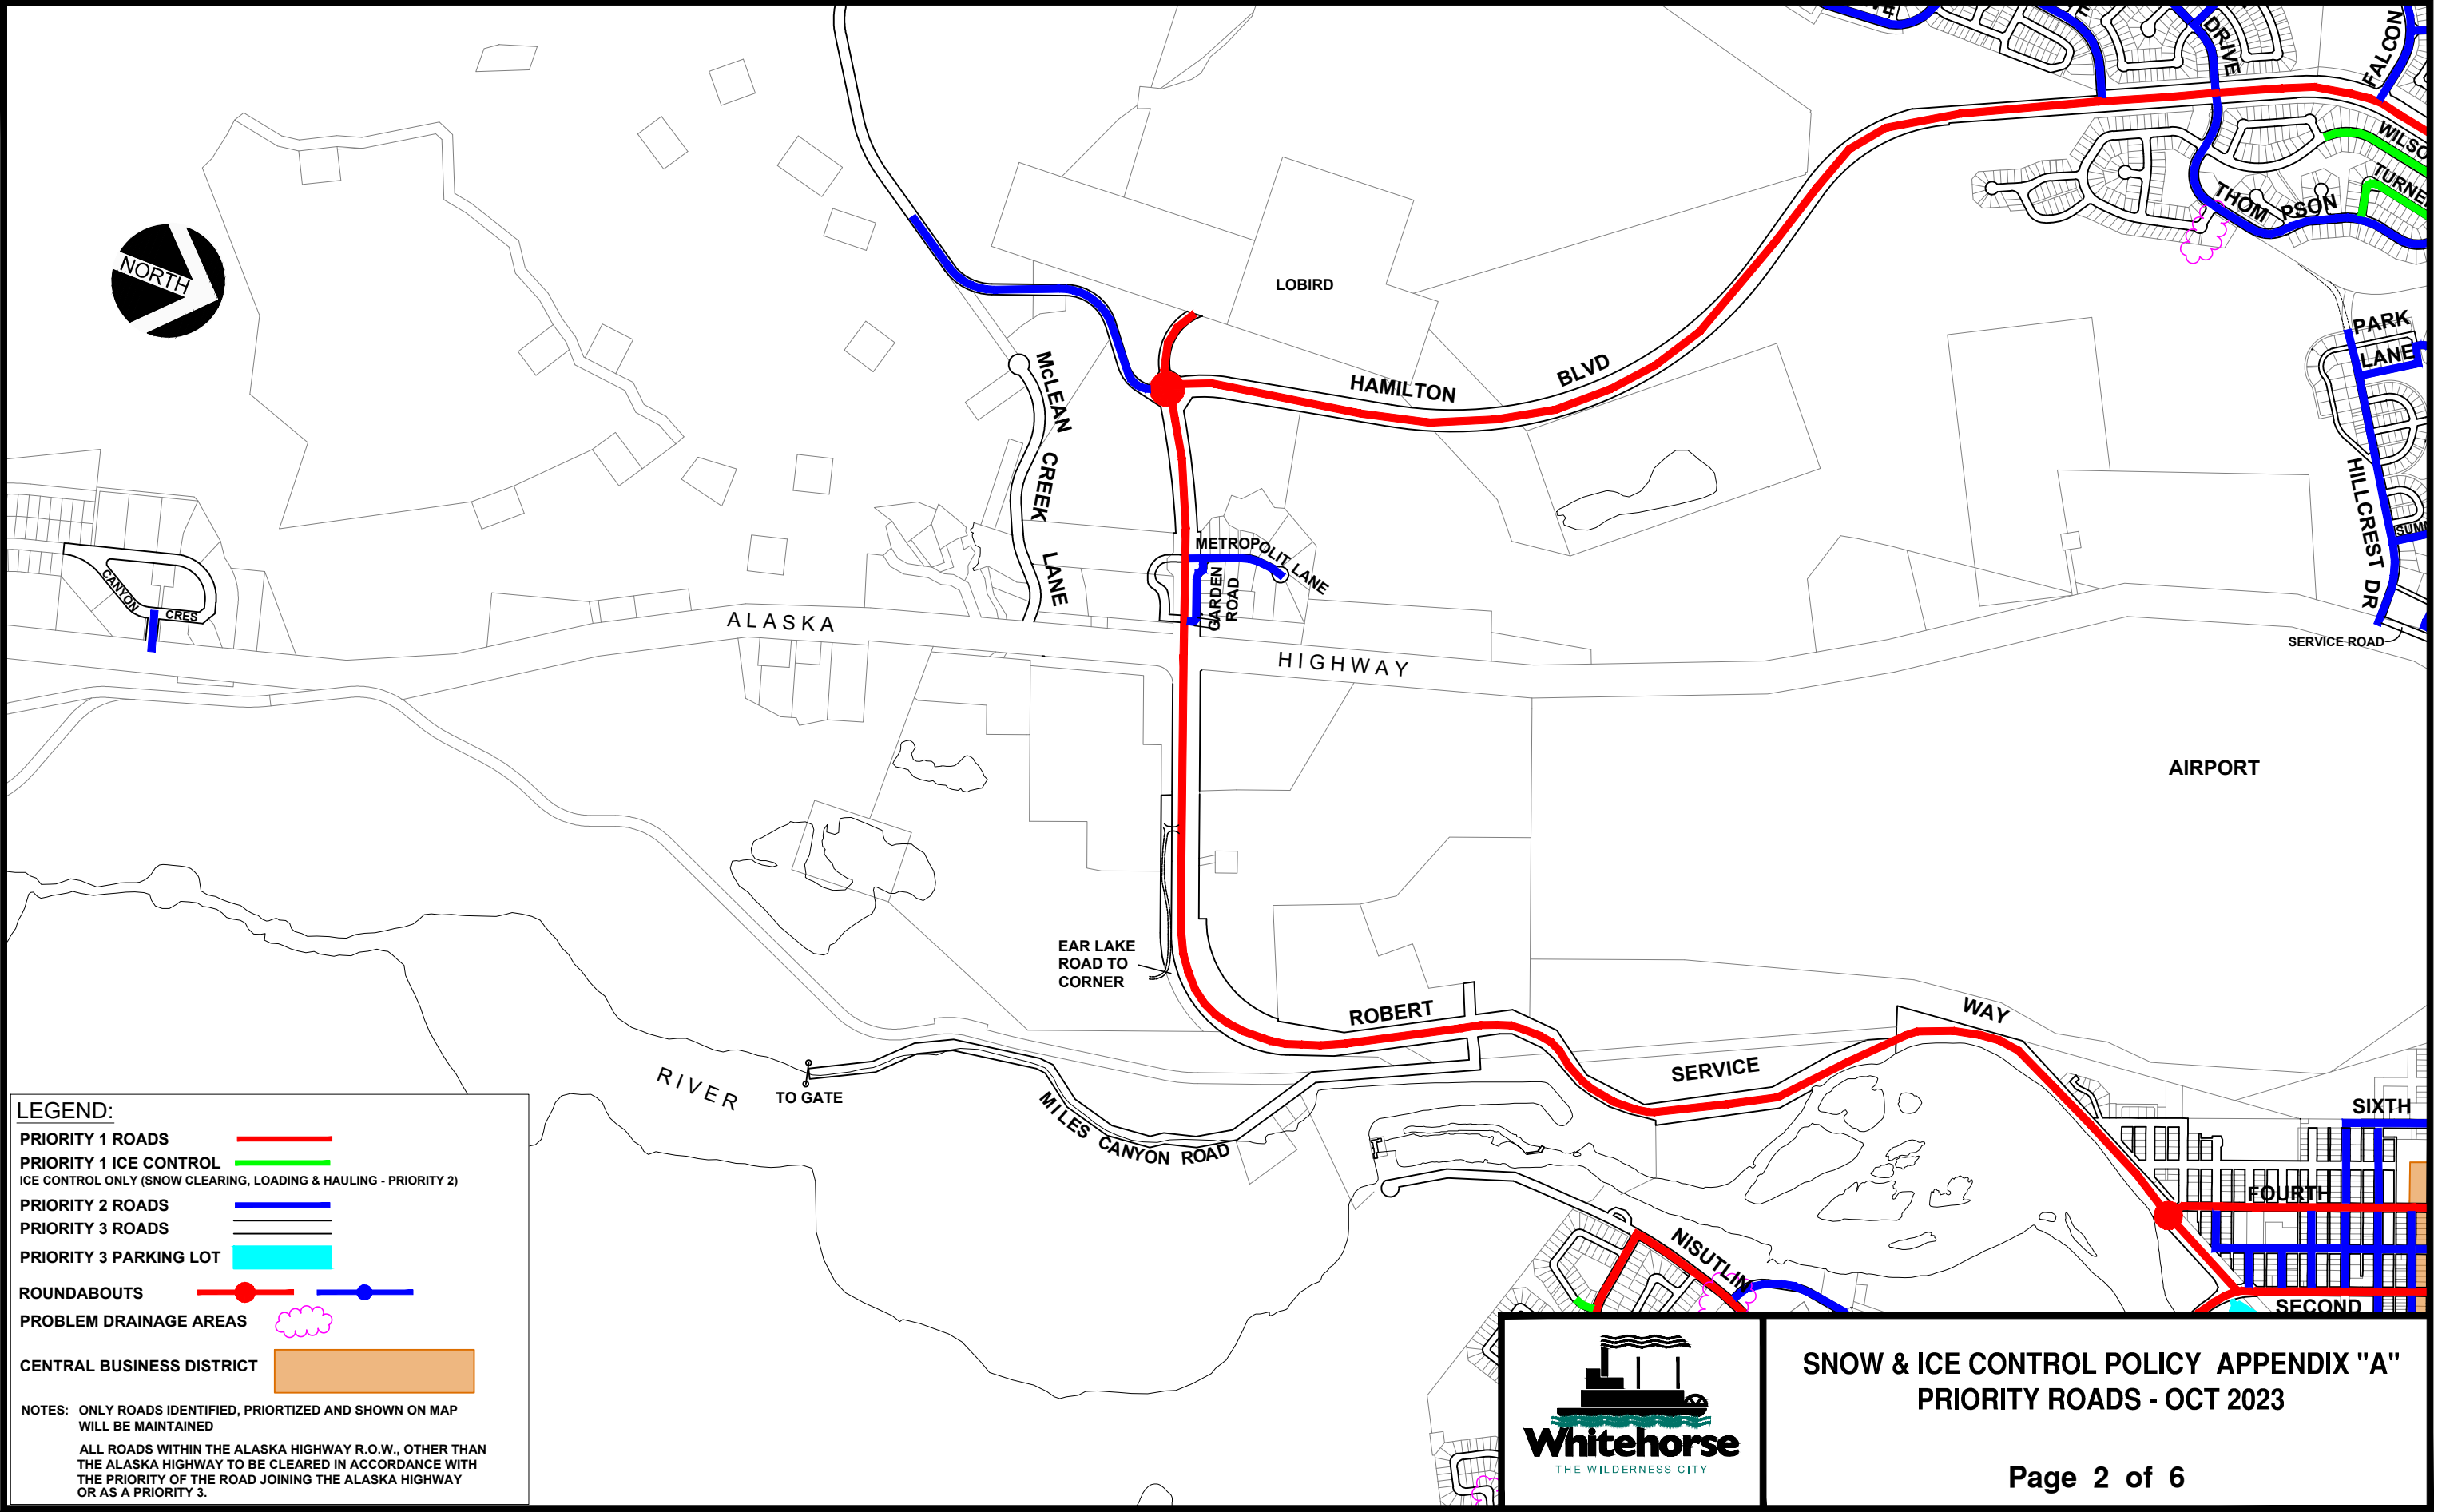 DRIVE
FALCON
WILSO
TURNE
THOM PSON
NORTH
LOBIRD
PARK
LANE
McLEAN CREEK LANE
HAMILTON BLVD
HILLCREST DR
SUMM
METROPOLIT LANE
GARDEN
ROAD
CANYON CRES
ALASKA HIGHWAY
SERVICE ROAD
AIRPORT
EAR LAKE
ROAD TO
CORNER
ROBERT SERVICE WAY
RIVER
TO GATE
MILES CANYON ROAD
SIXTH
FOURTH
NISUTLIN
SECOND
LEGEND:
PRIORITY 1 ROADS
PRIORITY 1 ICE CONTROL
ICE CONTROL ONLY (SNOW CLEARING, LOADING & HAULING - PRIORITY 2)
PRIORITY 2 ROADS
PRIORITY 3 ROADS
PRIORITY 3 PARKING LOT
ROUNDABOUTS
PROBLEM DRAINAGE AREAS
CENTRAL BUSINESS DISTRICT
NOTES: ONLY ROADS IDENTIFIED, PRIORTIZED AND SHOWN ON MAP
WILL BE MAINTAINED
ALL ROADS WITHIN THE ALASKA HIGHWAY R.O.W., OTHER THAN
THE ALASKA HIGHWAY TO BE CLEARED IN ACCORDANCE WITH
THE PRIORITY OF THE ROAD JOINING THE ALASKA HIGHWAY
OR AS A PRIORITY 3.
Whitehorse
THE WILDERNESS CITY
SNOW & ICE CONTROL POLICY APPENDIX "A"
PRIORITY ROADS - OCT 2023
Page 2 of 6